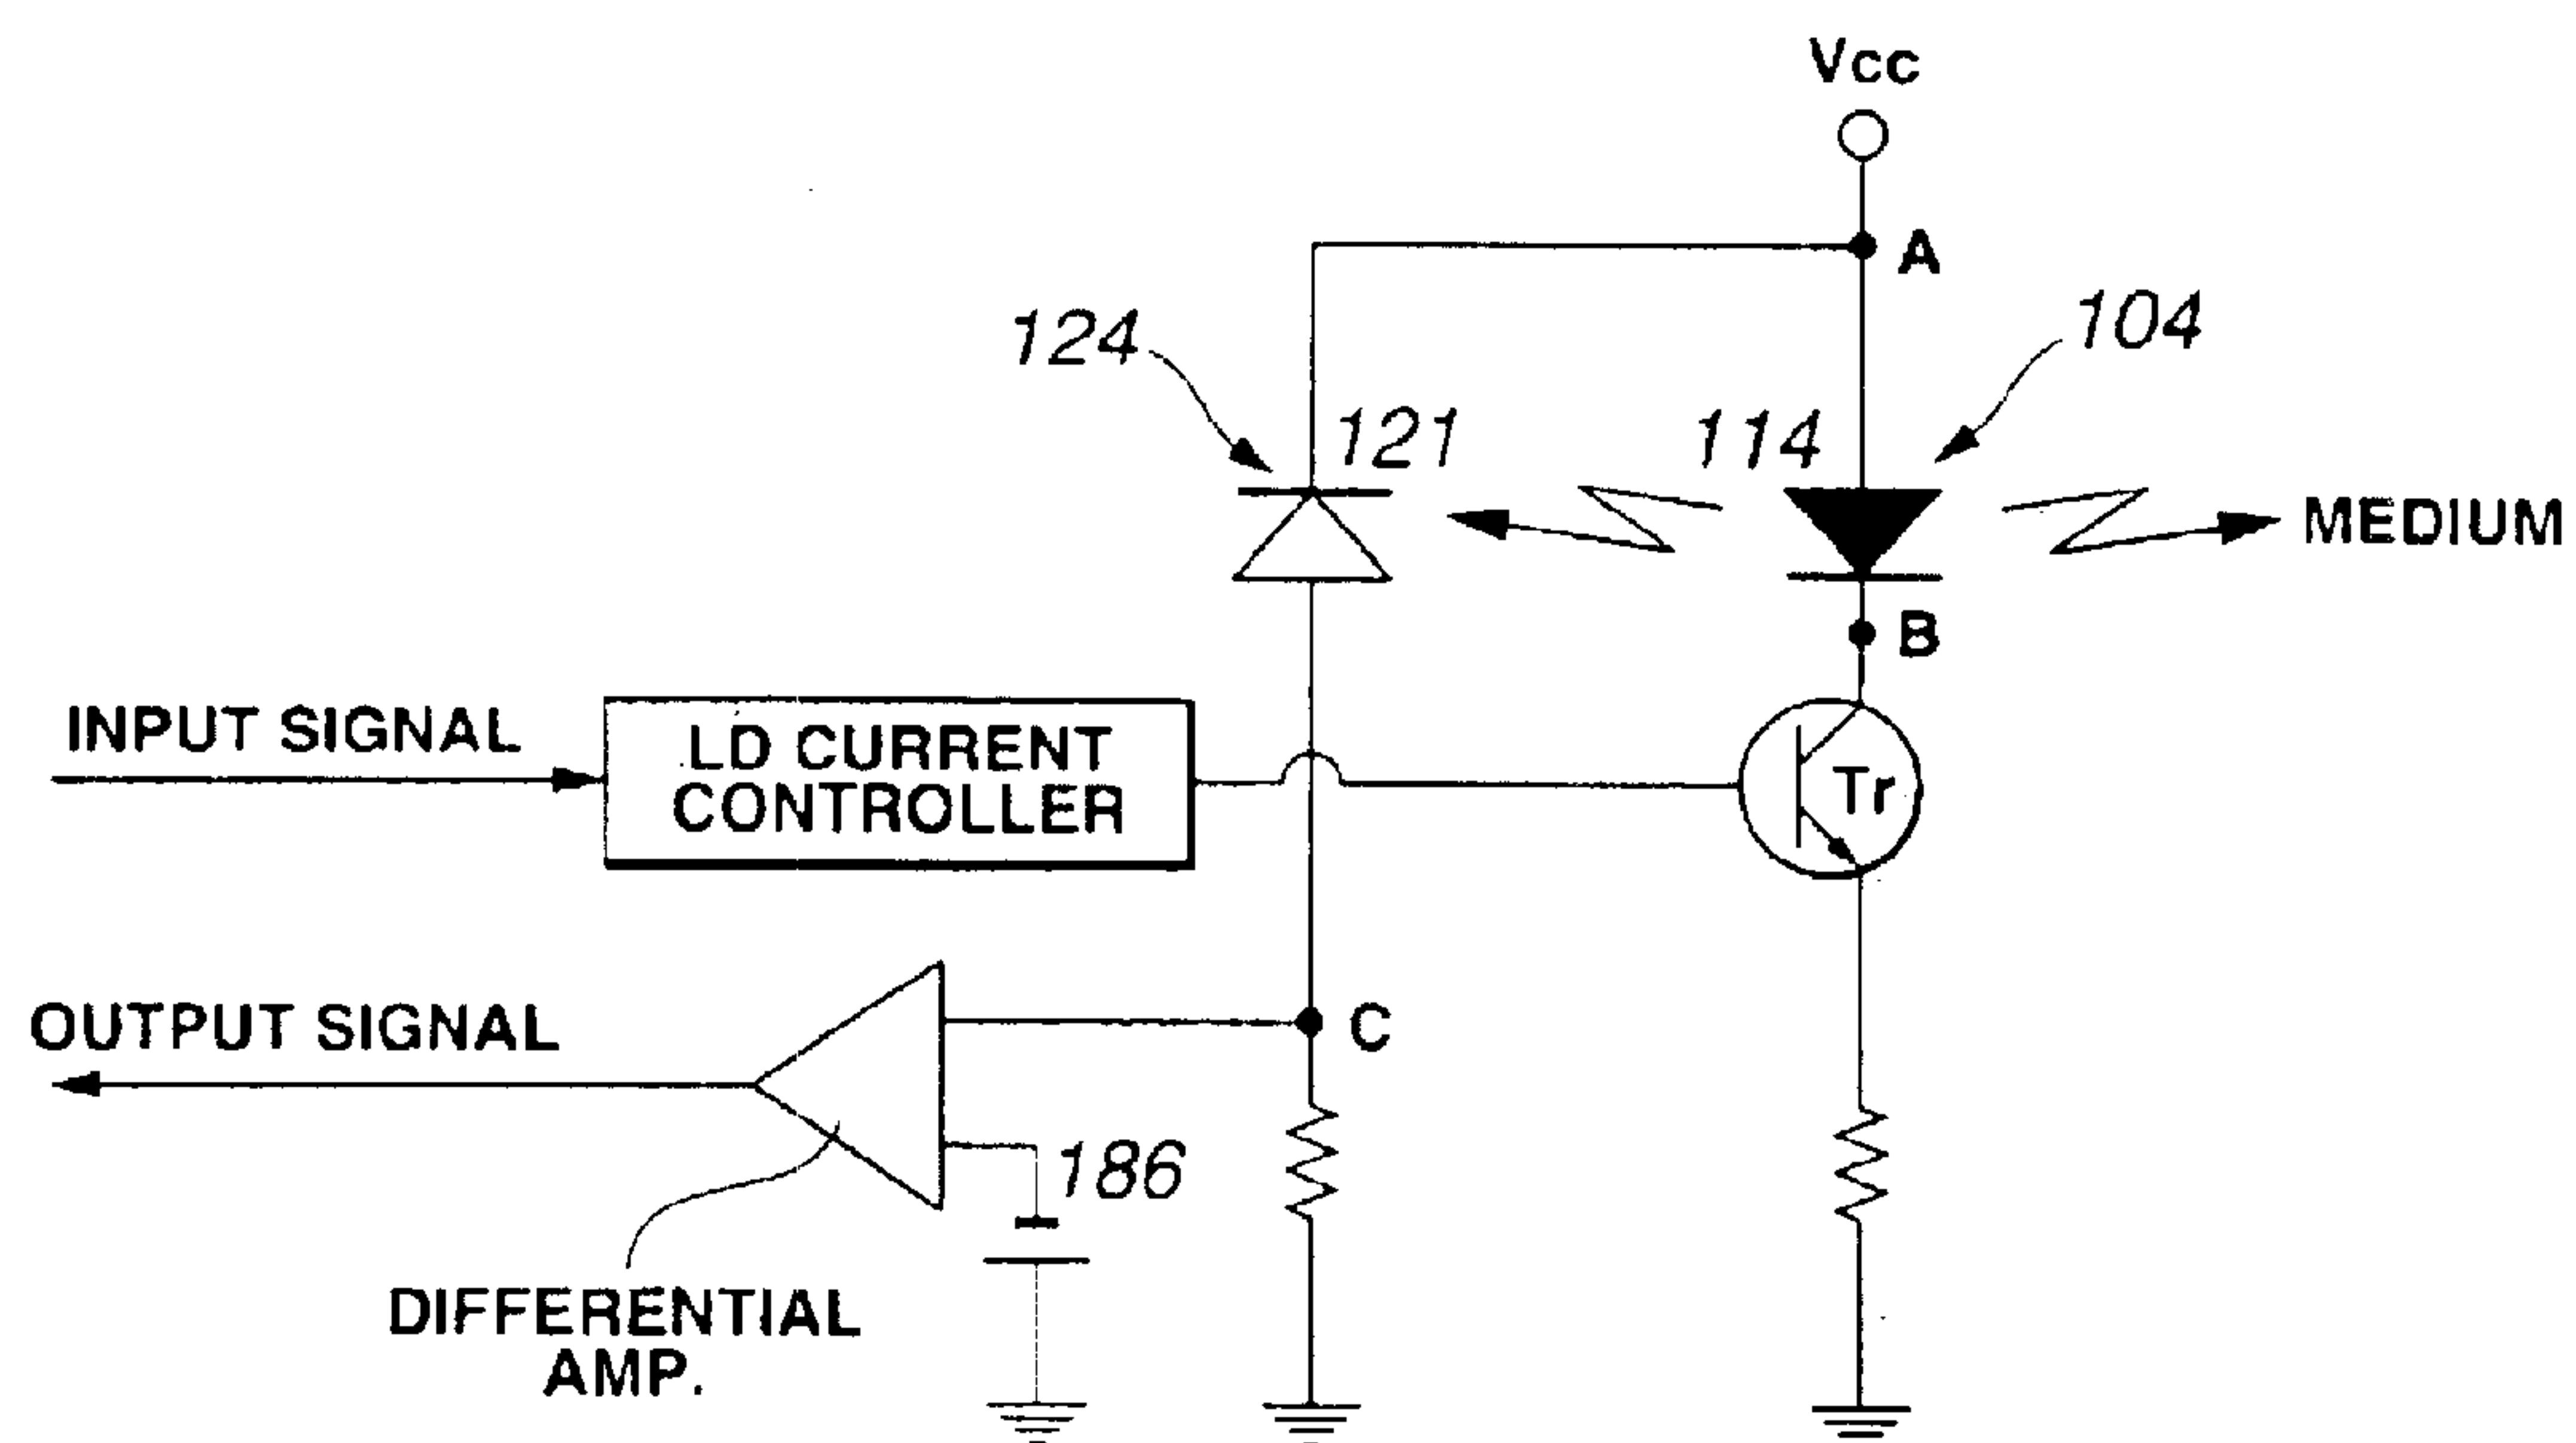 Vcc
A
124
104
121
114
MEDIUM
B
INPUT SIGNAL
LD CURRENT
CONTROLLER
Tr
OUTPUT SIGNAL
C
186
DIFFERENTIAL
AMP.